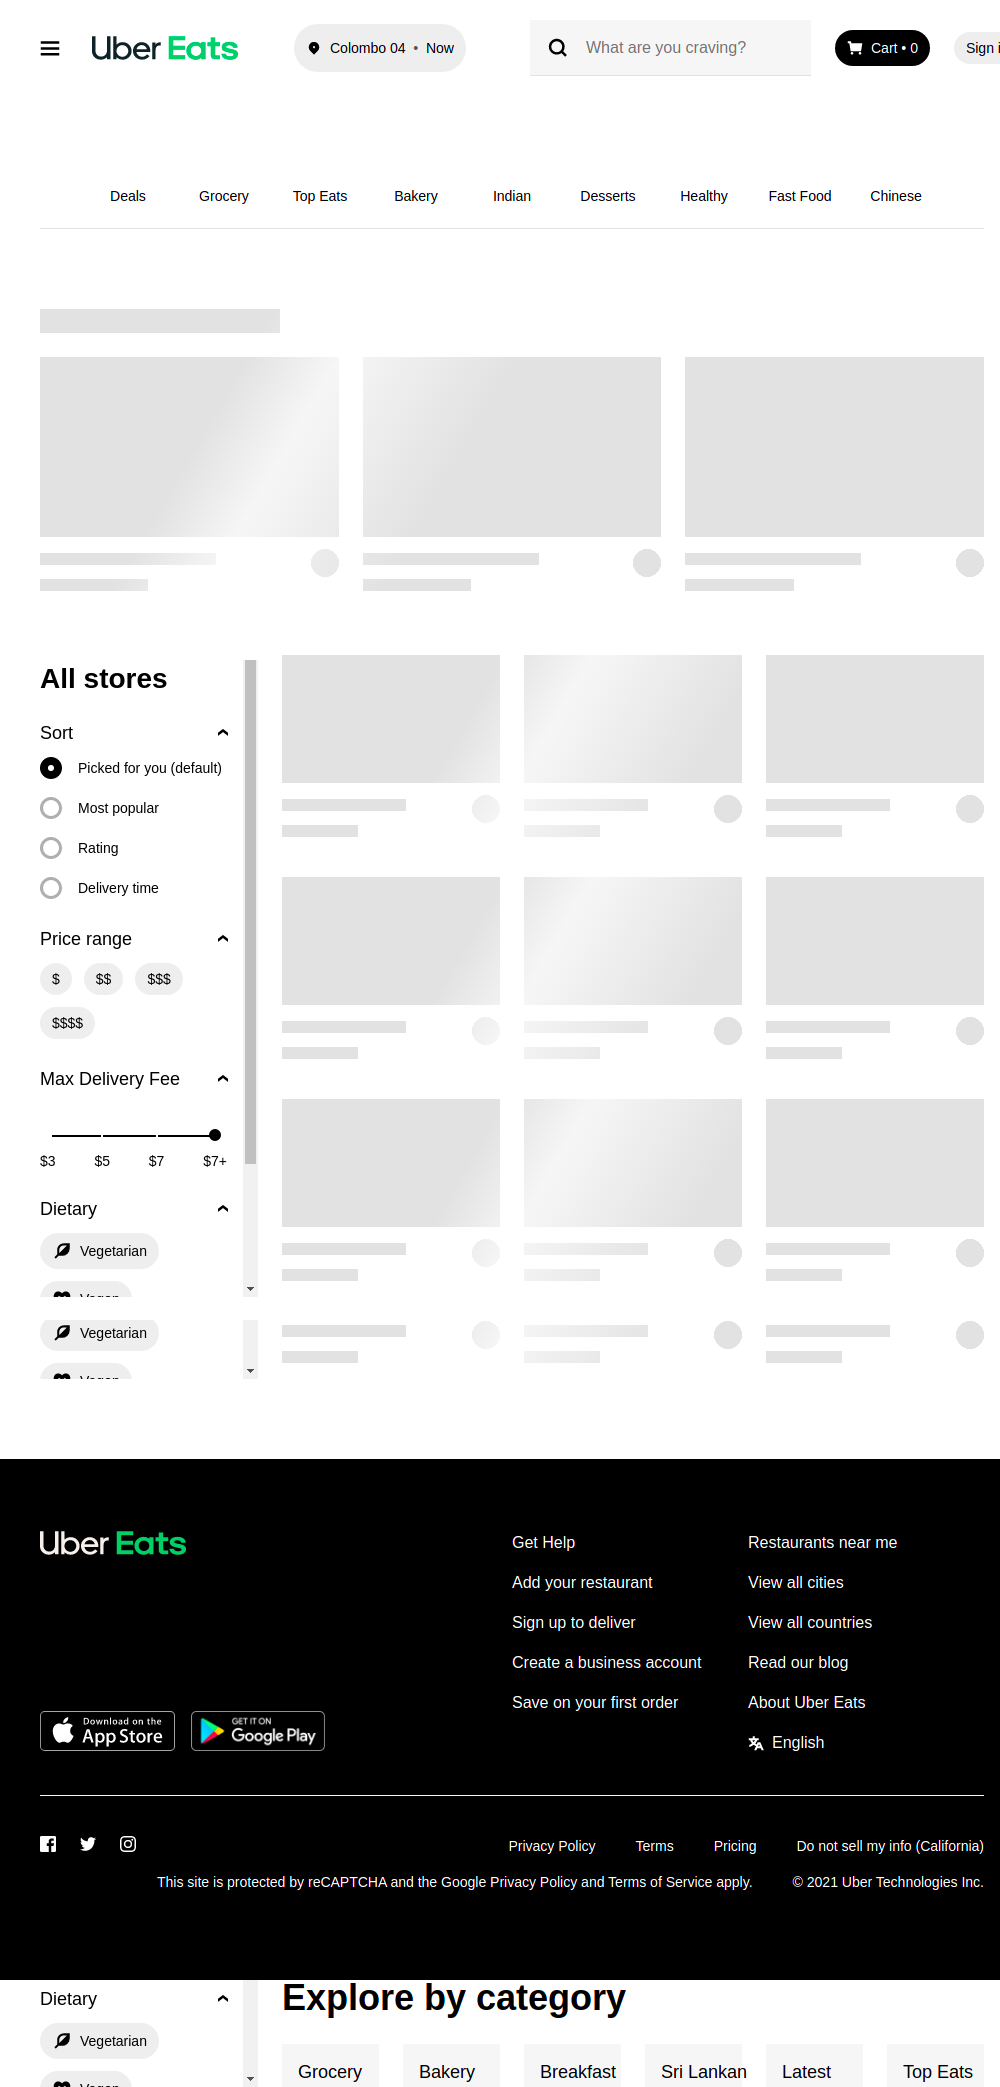 Uber Eats
Colombo 04 • Now
What are you craving?
Cart • 0
Sign i
Deals
Grocery
Top Eats
Bakery
Indian
Desserts
Healthy
Fast Food
Chinese
All stores
Sort
Picked for you (default)
Most popular
Rating
Delivery time
Price range
$
$$
$$$
$$$$
Max Delivery Fee
$3
$5
$7
$7+
Dietary
Vegetarian
Vegan
Vegetarian
Vegan
Uber Eats
Get Help
Add your restaurant
Sign up to deliver
Create a business account
Save on your first order
Restaurants near me
View all cities
View all countries
Read our blog
About Uber Eats
English
Download on the
App Store
GET IT ON
Google Play
Privacy Policy
Terms
Pricing
Do not sell my info (California)
This site is protected by reCAPTCHA and the Google Privacy Policy and Terms of Service apply.
© 2021 Uber Technologies Inc.
Dietary
Vegetarian
Vegan
Explore by category
Grocery
Bakery
Breakfast
Sri Lankan
Latest
Top Eats